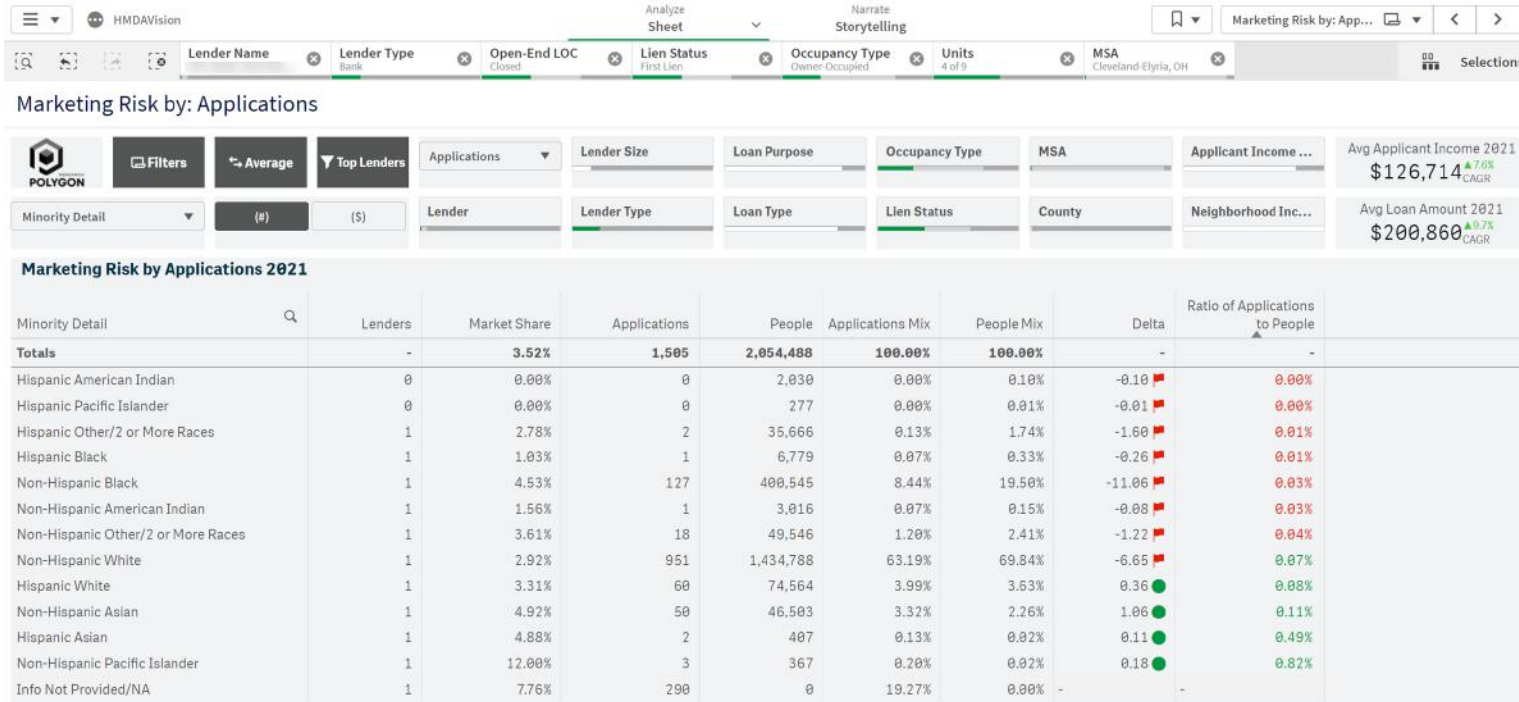 HMDAVision
Analyze
Sheet
Narrate
Storytelling
Marketing Risk by: App...
Lender Name
Lender Type
Bank
Open-End LOC
Closed
Lien Status
First Lien
Occupancy Type
Owner-Occupied
Units
4 of 9
MSA
Cleveland-Elyria, OH
Selections
Marketing Risk by: Applications
POLYGON
Filters
Average
Top Lenders
Applications
Lender Size
Loan Purpose
Occupancy Type
MSA
Applicant Income ...
Avg Applicant Income 2021
$126,714 ▲7.6% CAGR
Minority Detail
(#)
($)
Lender
Lender Type
Loan Type
Lien Status
County
Neighborhood Inc...
Avg Loan Amount 2021
$200,860 ▲9.7% CAGR
Marketing Risk by Applications 2021
Minority Detail Lenders Market Share Applications People Applications Mix People Mix Delta Ratio of Applications to People
Totals - 3.52% 1,505 2,054,488 100.00% 100.00% - -
Hispanic American Indian 0 0.00% 0 2,030 0.00% 0.10% -0.10 0.00%
Hispanic Pacific Islander 0 0.00% 0 277 0.00% 0.01% -0.01 0.00%
Hispanic Other/2 or More Races 1 2.78% 2 35,666 0.13% 1.74% -1.60 0.01%
Hispanic Black 1 1.03% 1 6,779 0.07% 0.33% -0.26 0.01%
Non-Hispanic Black 1 4.53% 127 400,545 8.44% 19.50% -11.06 0.03%
Non-Hispanic American Indian 1 1.56% 1 3,016 0.07% 0.15% -0.08 0.03%
Non-Hispanic Other/2 or More Races 1 3.61% 18 49,546 1.20% 2.41% -1.22 0.04%
Non-Hispanic White 1 2.92% 951 1,434,788 63.19% 69.84% -6.65 0.07%
Hispanic White 1 3.31% 60 74,564 3.99% 3.63% 0.36 0.08%
Non-Hispanic Asian 1 4.92% 50 46,503 3.32% 2.26% 1.06 0.11%
Hispanic Asian 1 4.88% 2 407 0.13% 0.02% 0.11 0.49%
Non-Hispanic Pacific Islander 1 12.00% 3 367 0.20% 0.02% 0.18 0.82%
Info Not Provided/NA 1 7.76% 290 0 19.27% 0.00% - -